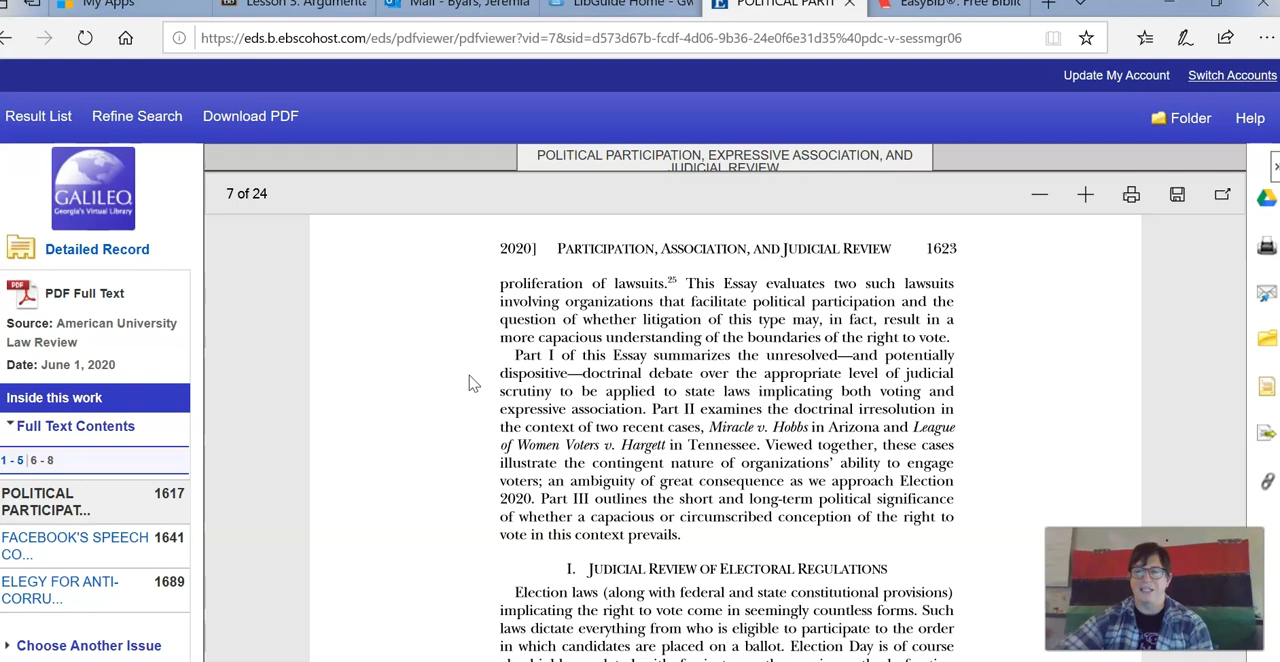 My Apps
Lesson 3. Argumenta
Mail - Byars, Jeremia
LibGuide Home - GW
POLITICAL PARTI
EasyBib®: Free Biblic
https://eds.b.ebscohost.com/eds/pdfviewer/pdfviewer?vid=7&sid=d573d67b-fcdf-4d06-9b36-24e0f6e31d35%40pdc-v-sessmgr06
Update My Account Switch Accounts
Result List Refine Search Download PDF
Folder Help
GALILEO
Georgia's Virtual Library
Detailed Record
PDF Full Text
Source: American University
Law Review
Date: June 1, 2020
Inside this work
Full Text Contents
1 - 5 | 6 - 8
POLITICAL 1617
PARTICIPAT...
FACEBOOK'S SPEECH 1641
CO...
ELEGY FOR ANTI- 1689
CORRU...
Choose Another Issue
POLITICAL PARTICIPATION, EXPRESSIVE ASSOCIATION, AND
JUDICIAL REVIEW
7 of 24
2020] PARTICIPATION, ASSOCIATION, AND JUDICIAL REVIEW 1623
proliferation of lawsuits.25 This Essay evaluates two such lawsuits
involving organizations that facilitate political participation and the
question of whether litigation of this type may, in fact, result in a
more capacious understanding of the boundaries of the right to vote.
Part I of this Essay summarizes the unresolved—and potentially
dispositive—doctrinal debate over the appropriate level of judicial
scrutiny to be applied to state laws implicating both voting and
expressive association. Part II examines the doctrinal irresolution in
the context of two recent cases, Miracle v. Hobbs in Arizona and League
of Women Voters v. Hargett in Tennessee. Viewed together, these cases
illustrate the contingent nature of organizations' ability to engage
voters; an ambiguity of great consequence as we approach Election
2020. Part III outlines the short and long-term political significance
of whether a capacious or circumscribed conception of the right to
vote in this context prevails.
I. JUDICIAL REVIEW OF ELECTORAL REGULATIONS
Election laws (along with federal and state constitutional provisions)
implicating the right to vote come in seemingly countless forms. Such
laws dictate everything from who is eligible to participate to the order
in which candidates are placed on a ballot. Election Day is of course